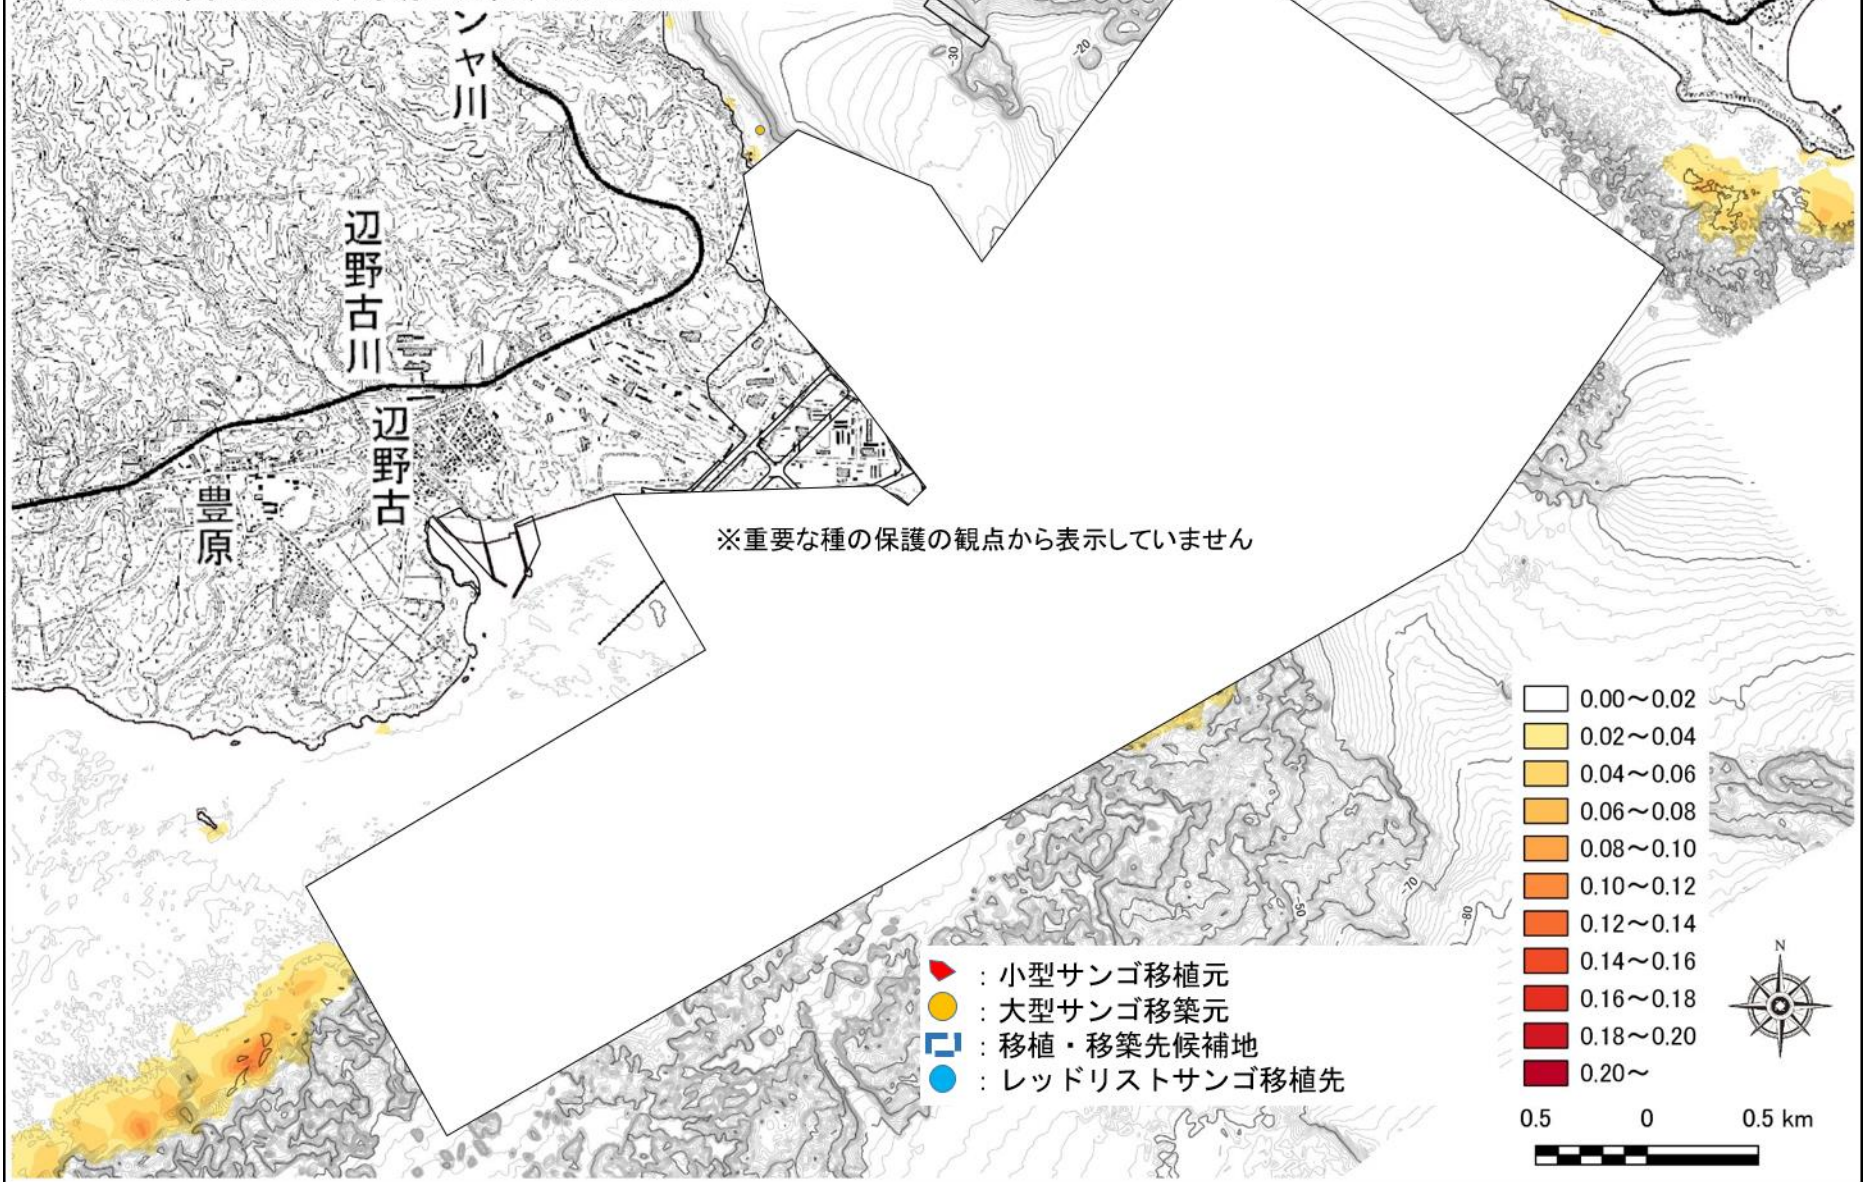 ンャ川
-30
-20
辺野古川
辺野古
豊原
※重要な種の保護の観点から表示していません
0.00～0.02
0.02～0.04
0.04～0.06
0.06～0.08
0.08～0.10
0.10～0.12
0.12～0.14
0.14～0.16
0.16～0.18
0.18～0.20
0.20～
-70
-50
-80
：小型サンゴ移植元
：大型サンゴ移築元
：移植・移築先候補地
：レッドリストサンゴ移植先
N
0.5 0 0.5 km